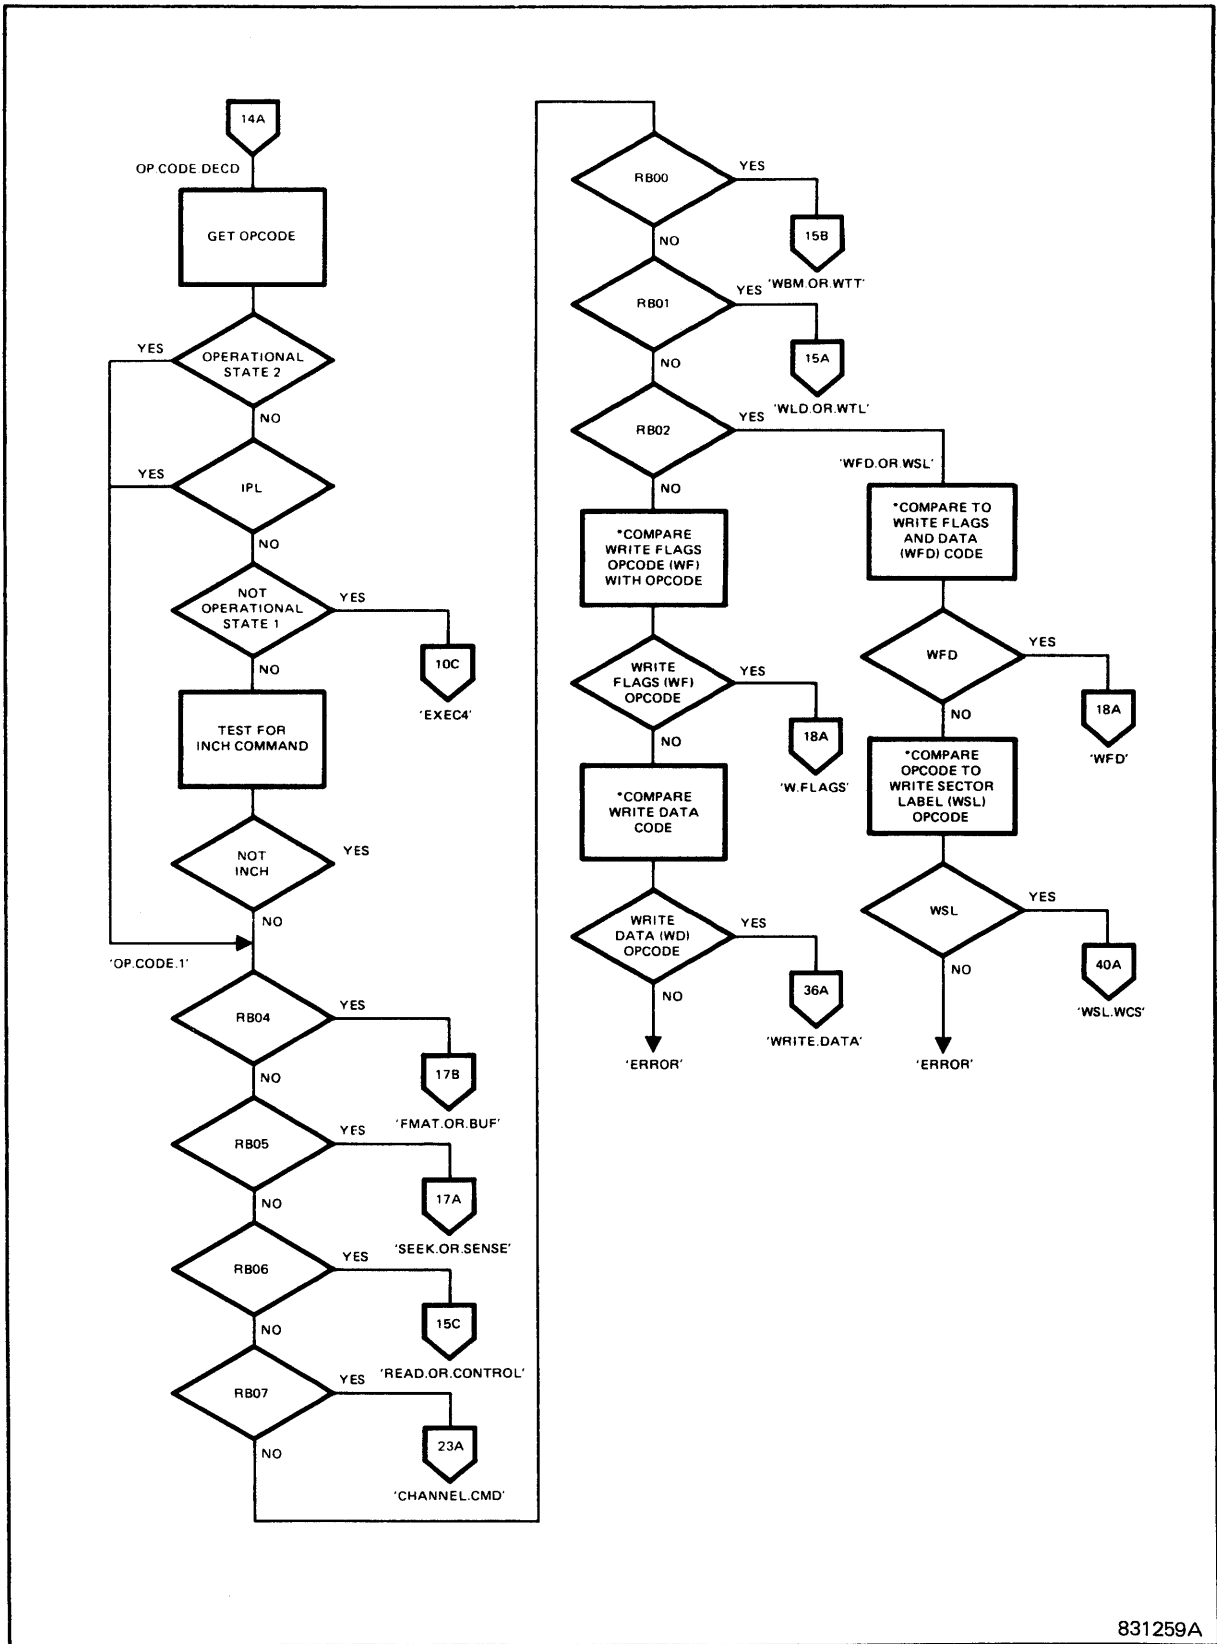 14A
OP.CODE.DECD
GET OPCODE
YES
OPERATIONAL
STATE 2
NO
YES
IPL
NO
NOT
OPERATIONAL
STATE 1
YES
NO
10C
'EXEC4'
TEST FOR
INCH COMMAND
NOT
INCH
YES
NO
'OP.CODE.1'
RB04
YES
NO
17B
'FMAT.OR.BUF'
RB05
YES
NO
17A
'SEEK.OR.SENSE'
RB06
YES
NO
15C
'READ.OR.CONTROL'
RB07
YES
NO
23A
'CHANNEL.CMD'
RB00
YES
NO
15B
'WBM.OR.WTT'
RB01
YES
NO
15A
'WLD.OR.WTL'
RB02
YES
NO
*COMPARE
WRITE FLAGS
OPCODE (WF)
WITH OPCODE
WRITE
FLAGS (WF)
OPCODE
YES
NO
18A
'W.FLAGS'
*COMPARE
WRITE DATA
CODE
WRITE
DATA (WD)
OPCODE
YES
NO
36A
'WRITE.DATA'
'ERROR'
'WFD.OR.WSL'
*COMPARE TO
WRITE FLAGS
AND DATA
(WFD) CODE
WFD
YES
NO
18A
'WFD'
*COMPARE
OPCODE TO
WRITE SECTOR
LABEL (WSL)
OPCODE
WSL
YES
NO
40A
'WSL.WCS'
'ERROR'
831259A